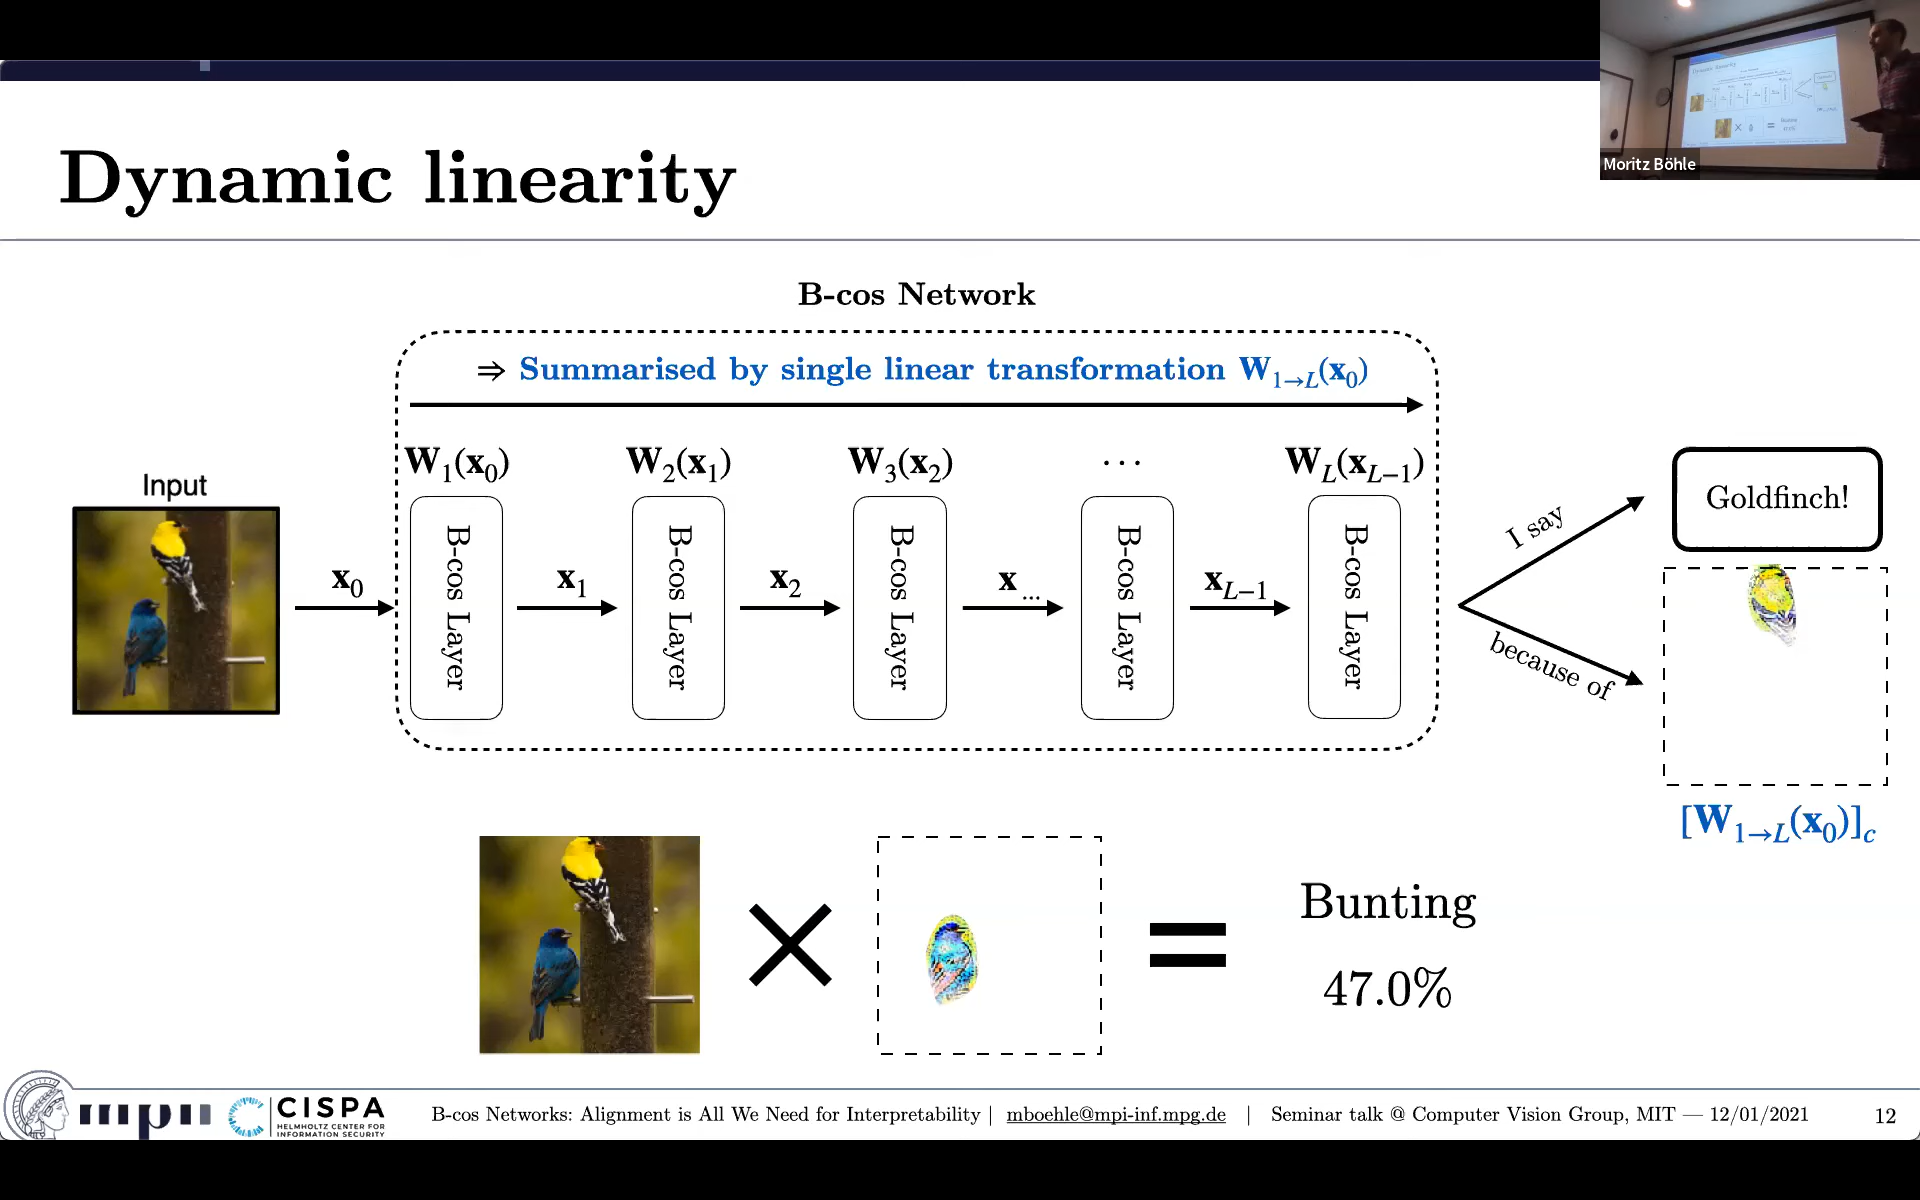 Moritz Böhle
Dynamic linearity
B-cos Network
⇒ Summarised by single linear transformation W₁→L(x₀)
W₁(x₀) W₂(x₁) W₃(x₂) ... W_L(x_{L−1})
Input
x₀ x₁ x₂ x... x_{L−1}
B-cos Layer
B-cos Layer
B-cos Layer
B-cos Layer
B-cos Layer
I say
Goldfinch!
because of
[W₁→L(x₀)]_c
× =
Bunting
47.0%
mpii
CISPA
HELMHOLTZ CENTER FOR
INFORMATION SECURITY
B-cos Networks: Alignment is All We Need for Interpretability | mboehle@mpi-inf.mpg.de | Seminar talk @ Computer Vision Group, MIT — 12/01/2021
12